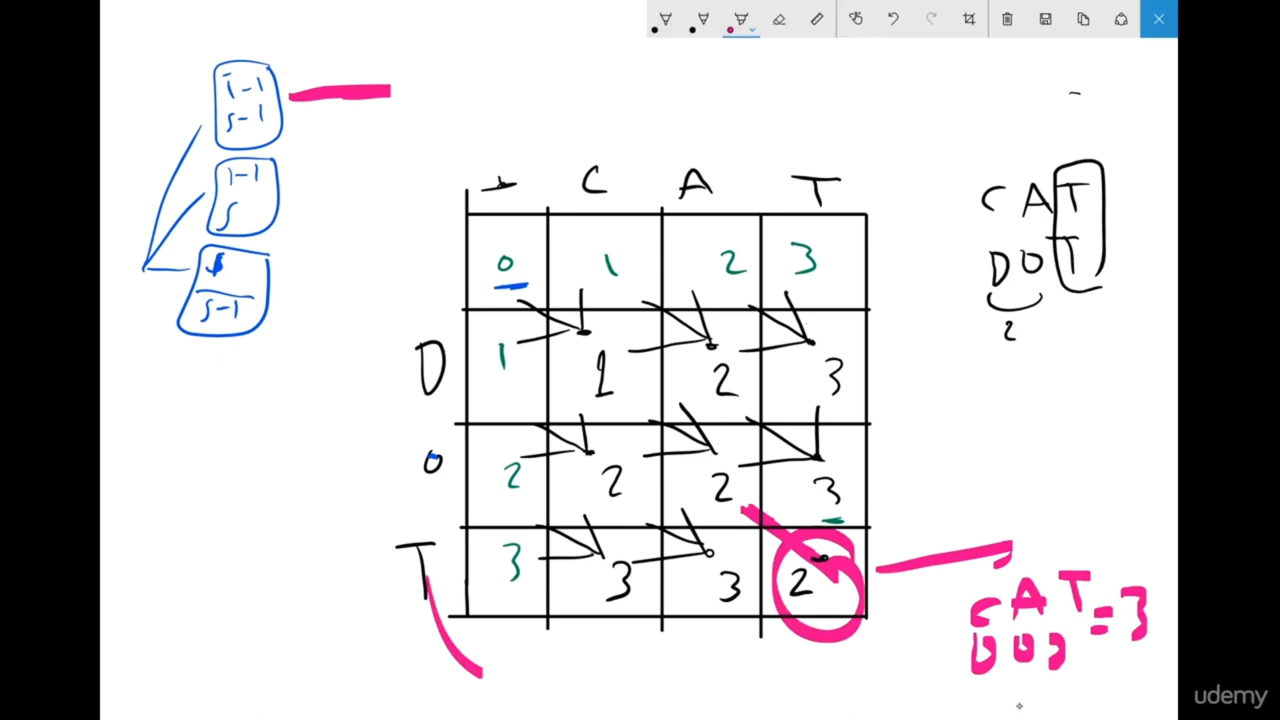 i-1
s-1
i-1
s
s-1
C A T
0 1 2 3
D 1 1 2 3
O 2 2 2 3
T 3 3 3 2
C A T
D O T
2
C A T = 3
D O D
udemy